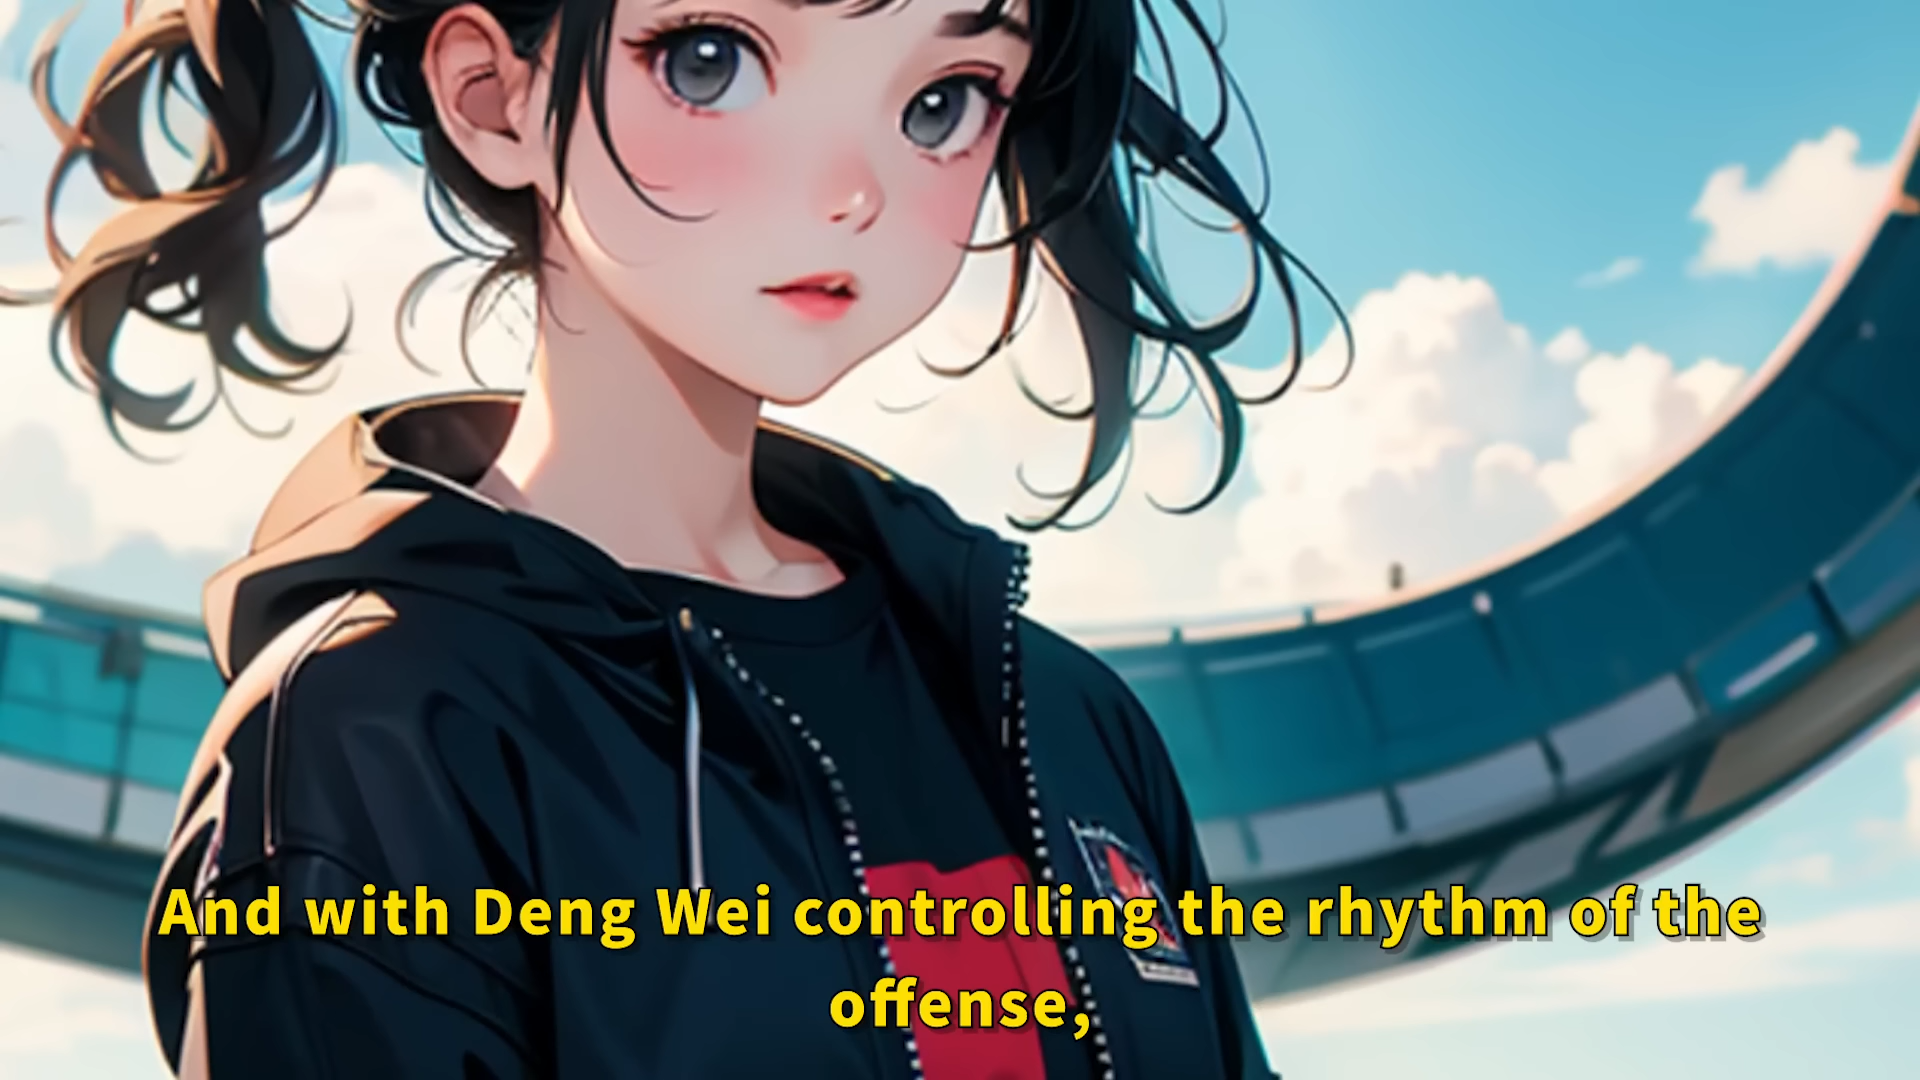 And with Deng Wei controlling the rhythm of the
offense,